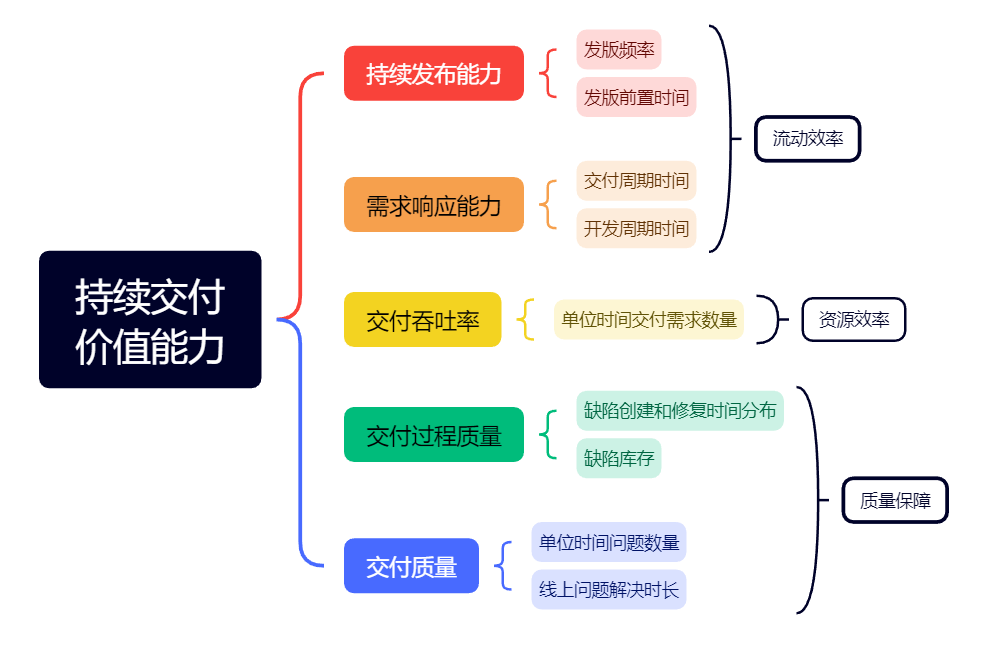 持续交付
价值能力
持续发布能力
发版频率
发版前置时间
需求响应能力
交付周期时间
开发周期时间
流动效率
交付吞吐率
单位时间交付需求数量
资源效率
交付过程质量
缺陷创建和修复时间分布
缺陷库存
交付质量
单位时间问题数量
线上问题解决时长
质量保障